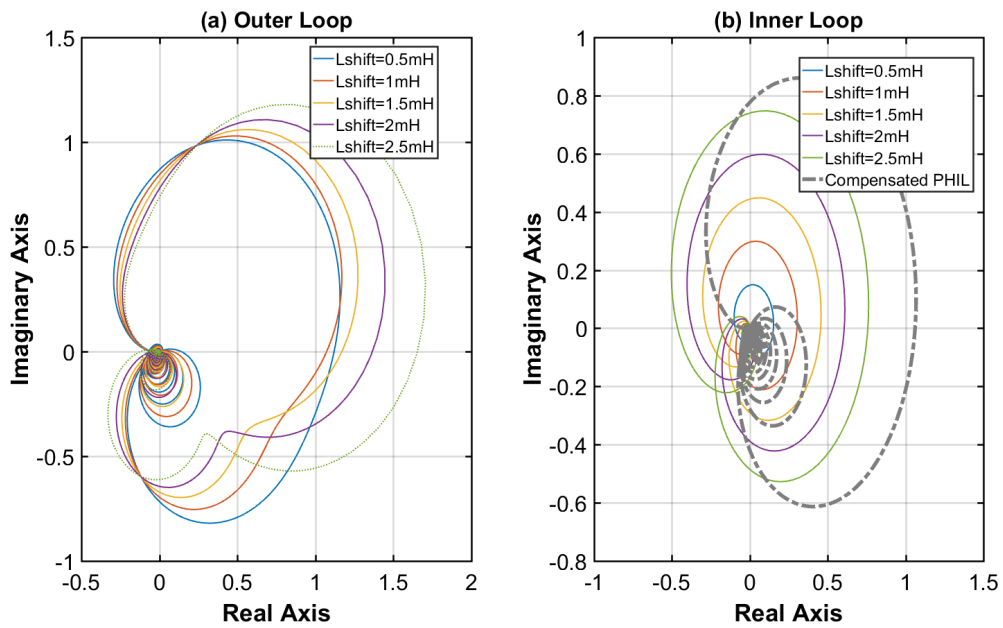 (a) Outer Loop
1.5
1
0.5
0
-0.5
-1
-0.5
0
0.5
1
1.5
2
Imaginary Axis
Real Axis
Lshift=0.5mH
Lshift=1mH
Lshift=1.5mH
Lshift=2mH
Lshift=2.5mH
(b) Inner Loop
1
0.8
0.6
0.4
0.2
0
-0.2
-0.4
-0.6
-0.8
-1
-0.5
0
0.5
1
1.5
Imaginary Axis
Real Axis
Lshift=0.5mH
Lshift=1mH
Lshift=1.5mH
Lshift=2mH
Lshift=2.5mH
Compensated PHIL